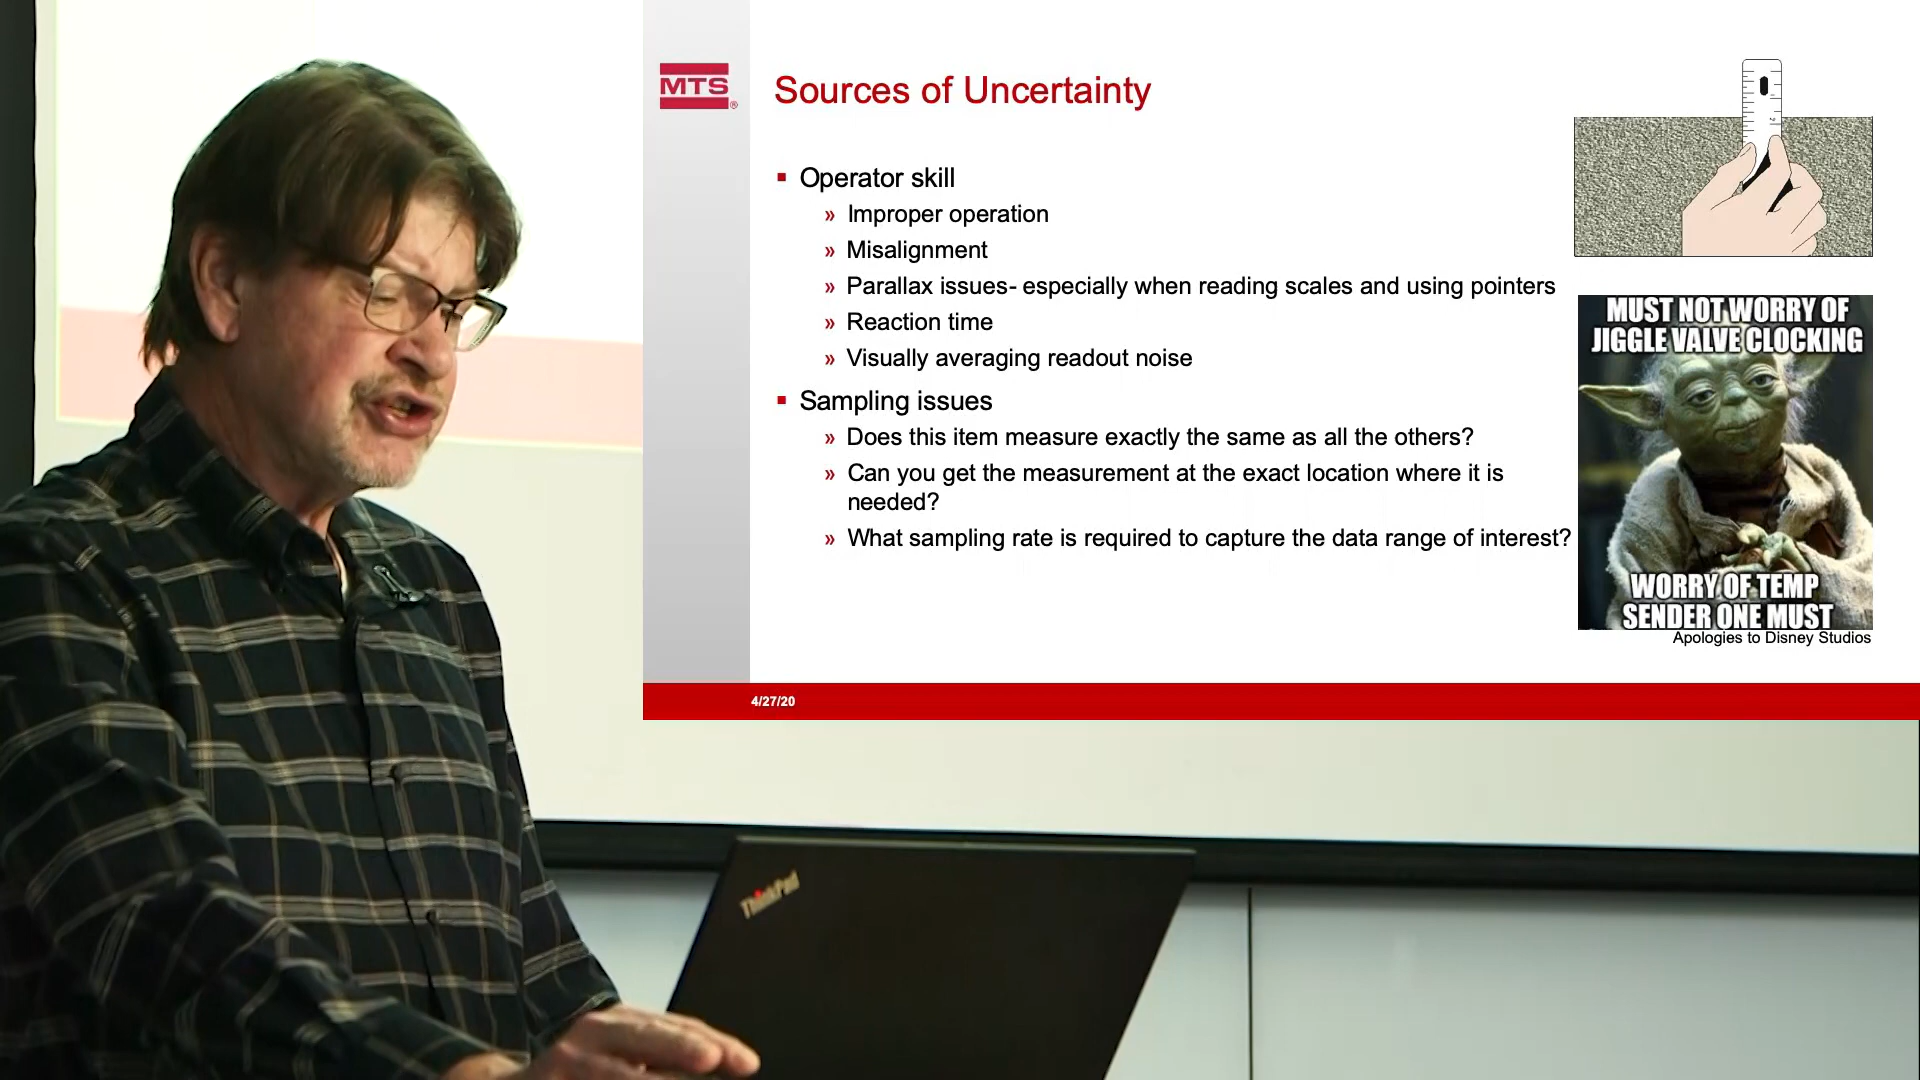 MTS
®
Sources of Uncertainty
Operator skill
» Improper operation
» Misalignment
» Parallax issues- especially when reading scales and using pointers
» Reaction time
» Visually averaging readout noise
Sampling issues
» Does this item measure exactly the same as all the others?
» Can you get the measurement at the exact location where it is
needed?
» What sampling rate is required to capture the data range of interest?
MUST NOT WORRY OF
JIGGLE VALVE CLOCKING
WORRY OF TEMP
SENDER ONE MUST
Apologies to Disney Studios
4/27/20
ThinkPad